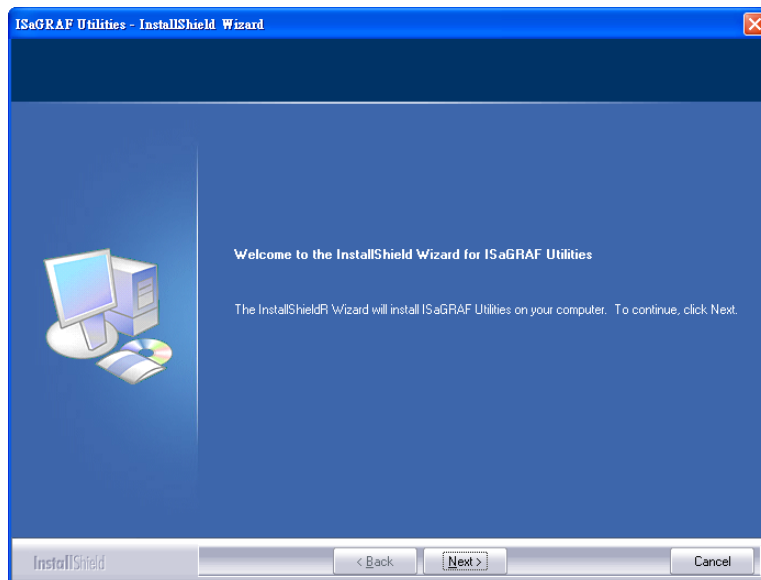 ISaGRAF Utilities - InstallShield Wizard
Welcome to the InstallShield Wizard for ISaGRAF Utilities
The InstallShieldR Wizard will install ISaGRAF Utilities on your computer. To continue, click Next.
InstallShield
< Back
Next >
Cancel